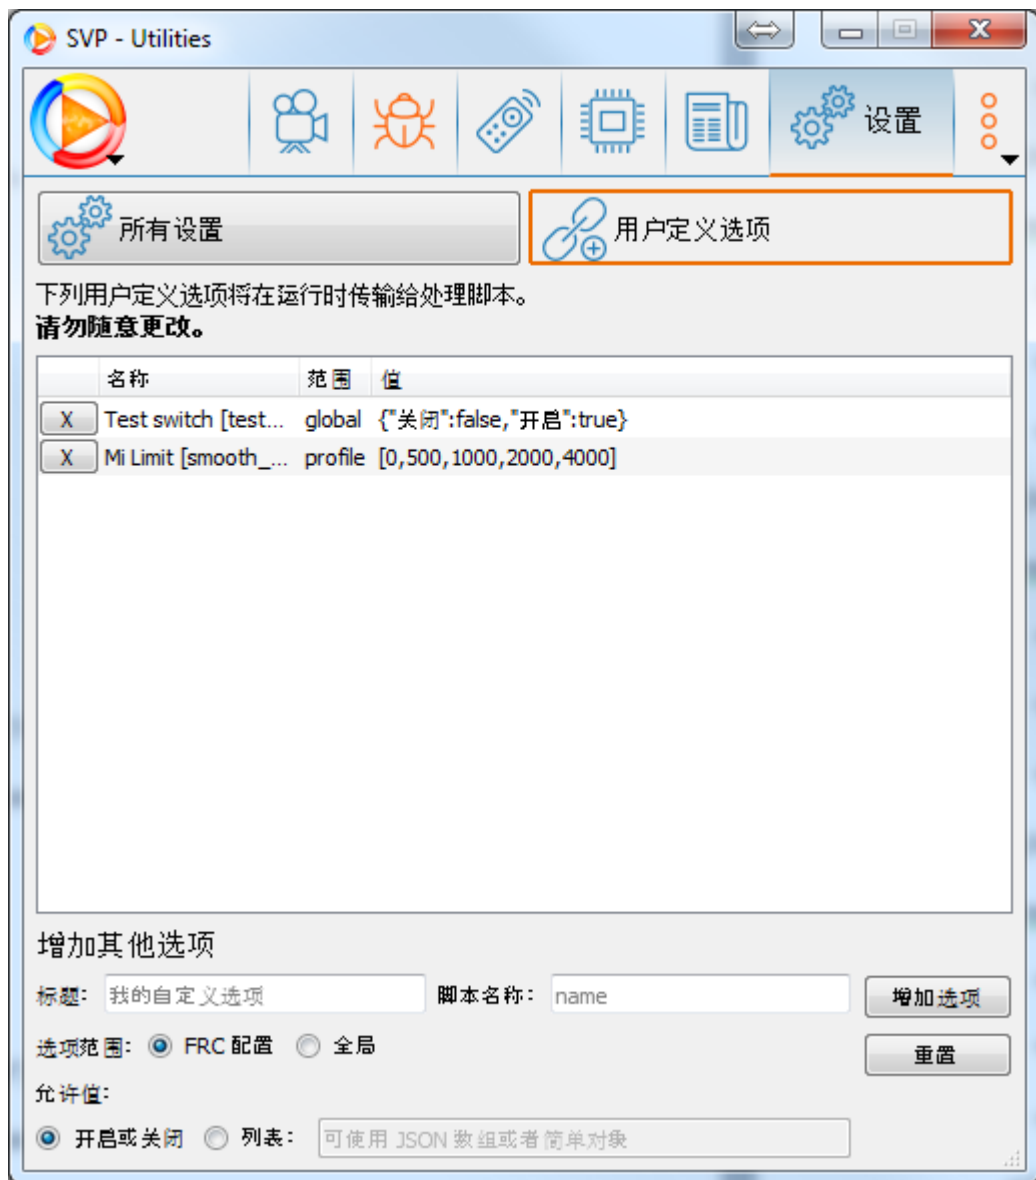 SVP - Utilities
设置
所有设置
用户定义选项
下列用户定义选项将在运行时传输给处理脚本。
请勿随意更改。
名称 范围 值
X Test switch [test... global {"关闭":false,"开启":true}
X Mi Limit [smooth_... profile [0,500,1000,2000,4000]
增加其他选项
标题: 我的自定义选项 脚本名称: name 增加选项
选项范围: FRC 配置 全局 重置
允许值:
开启或关闭 列表: 可使用 JSON 数组或者简单对象